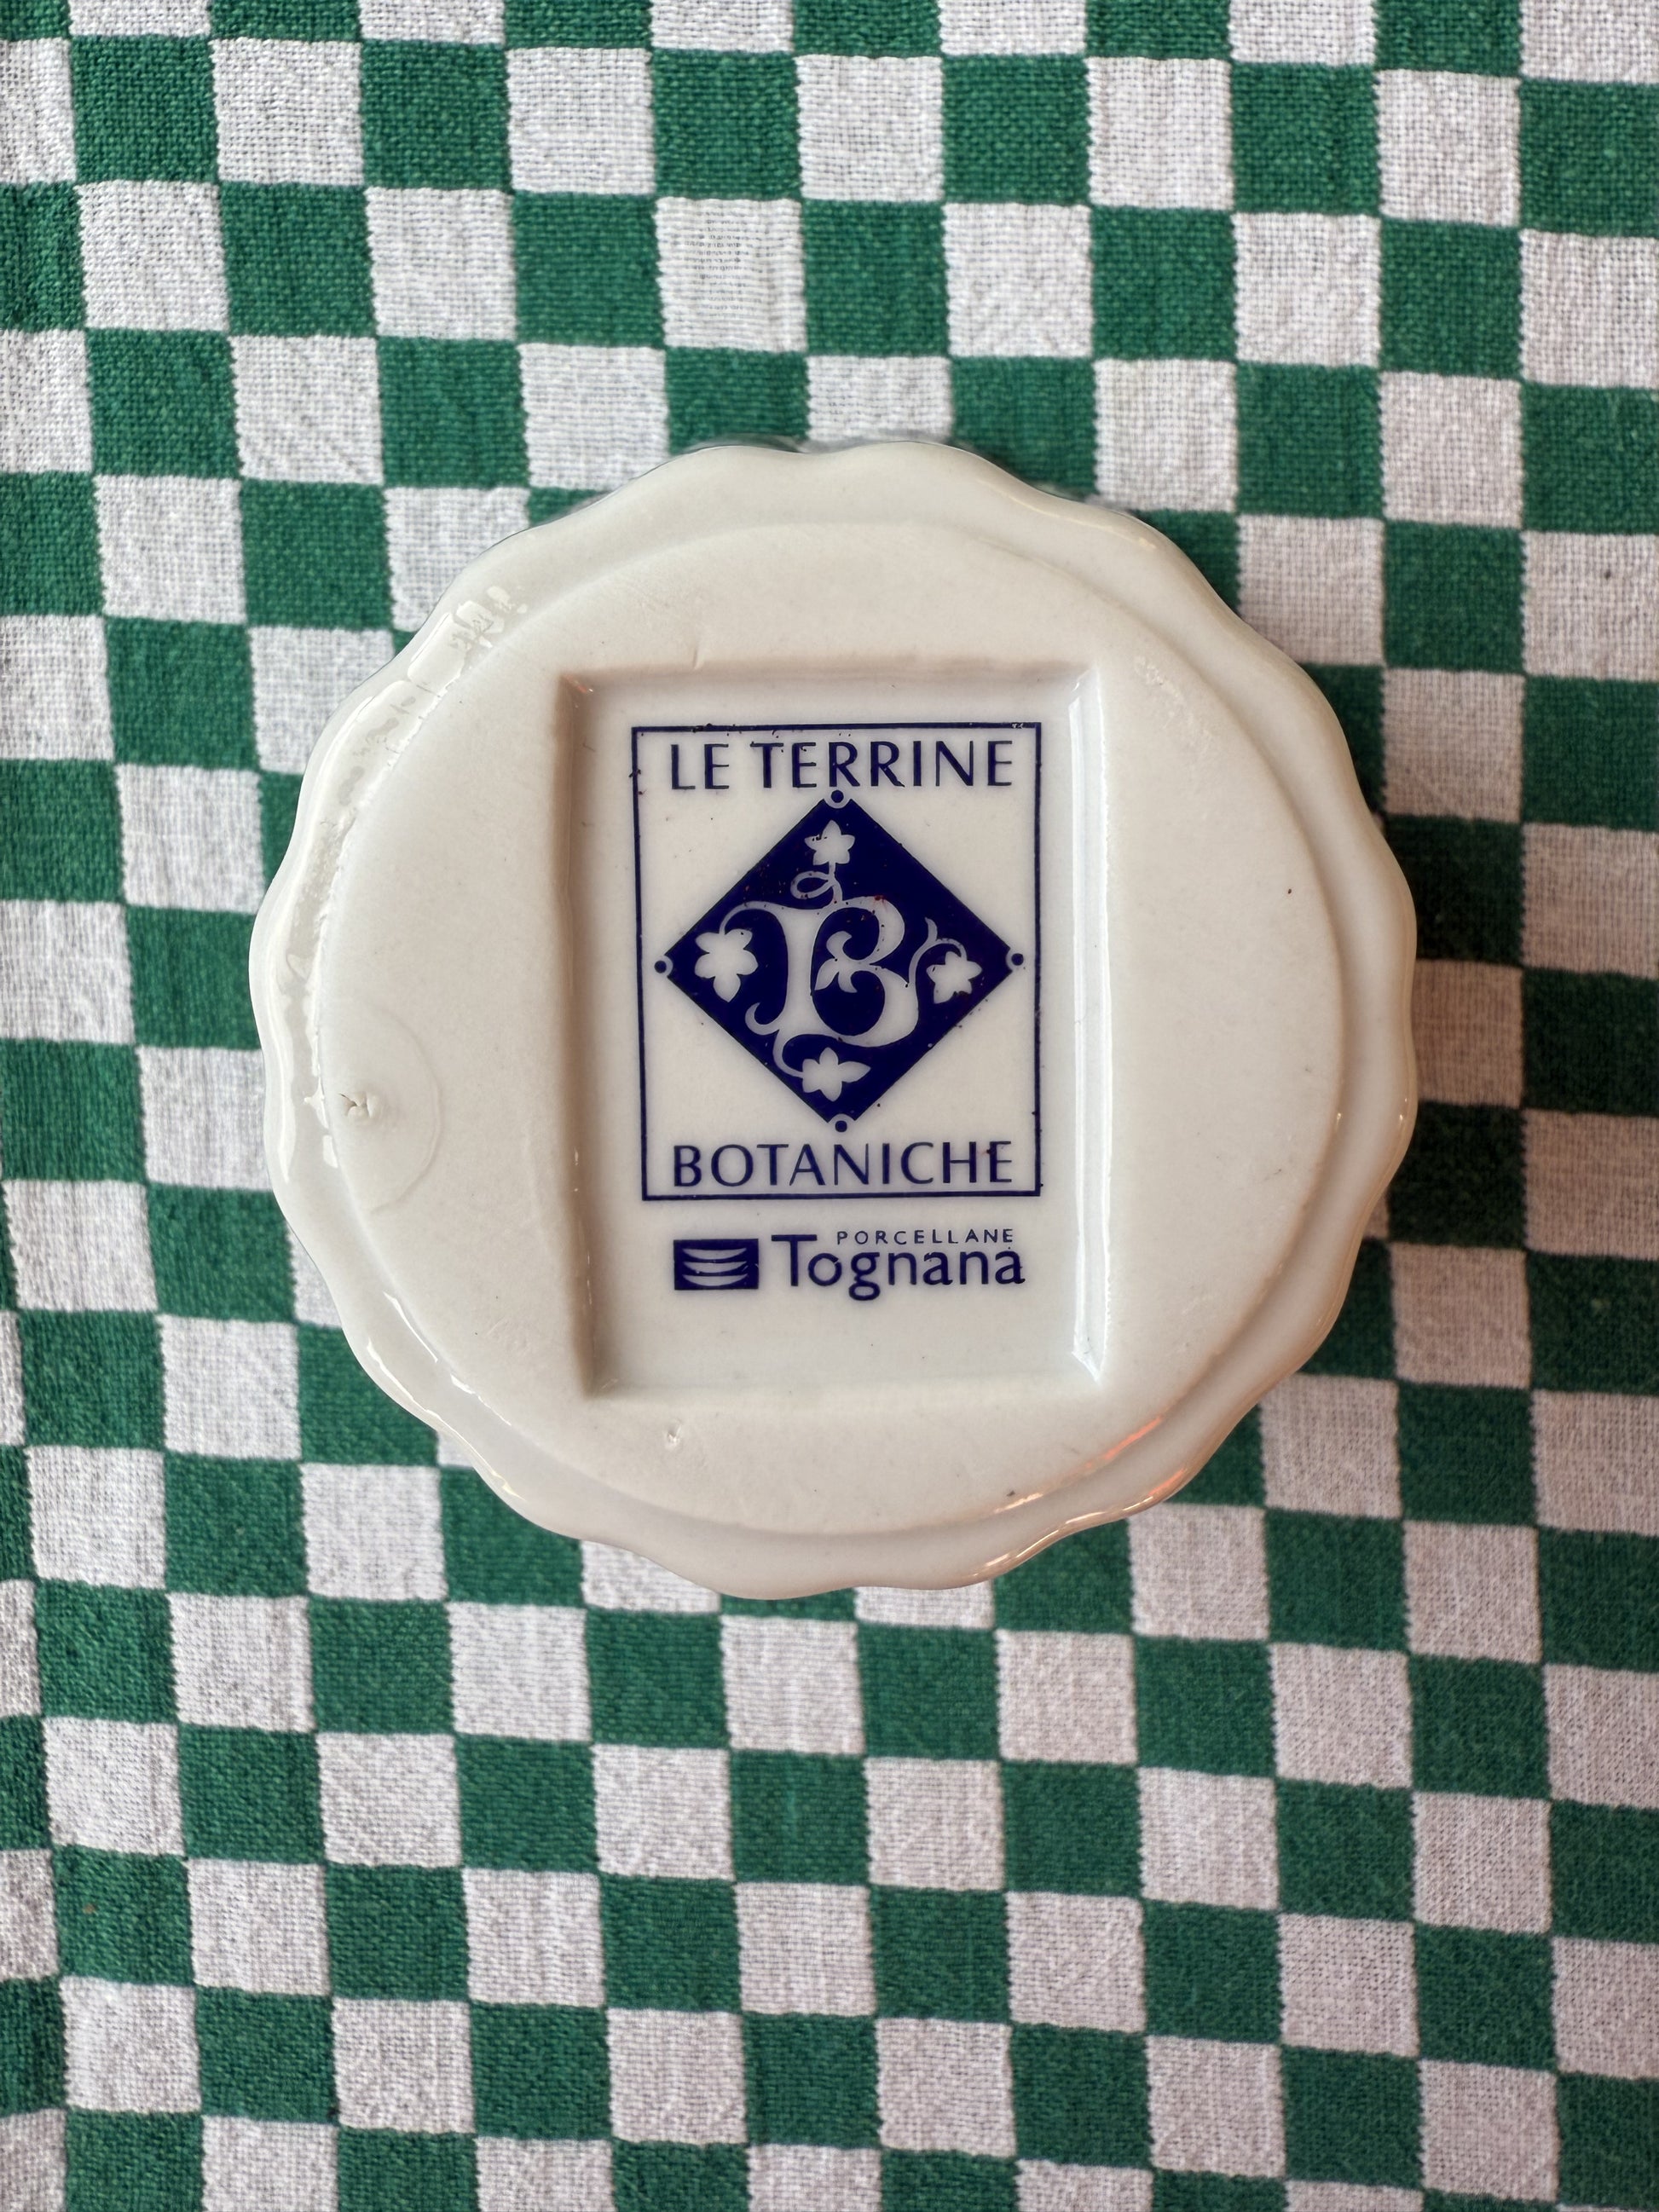 LE TERRINE
B
BOTANICHE
PORCELLANE
Tognana